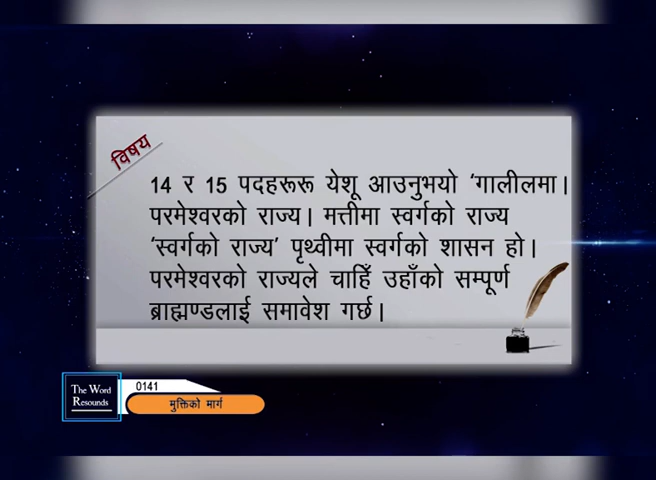 विषय
14 र 15 पदहरूरू येशू आउनुभयो ‘गालीलमा।
परमेश्वरको राज्य। मत्तीमा स्वर्गको राज्य
‘स्वर्गको राज्य’ पृथ्वीमा स्वर्गको शासन हो।
परमेश्वरको राज्यले चाहिँ उहाँको सम्पूर्ण
ब्राह्मण्डलाई समावेश गर्छ।
The Word
Resounds
0141
मुक्तिको मार्ग